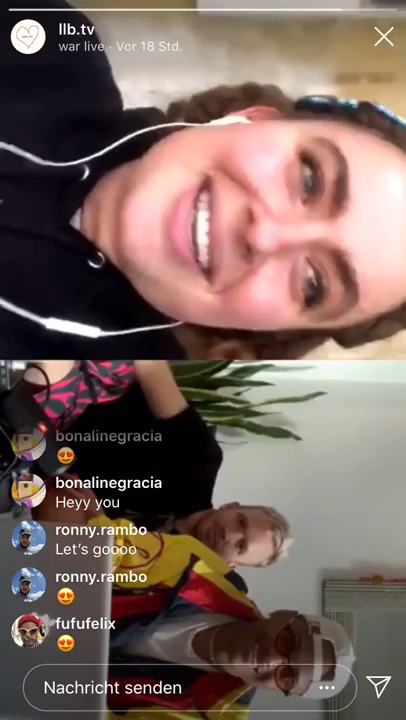 llb.tv
war live · Vor 18 Std.
bonalinegracia
😍
bonalinegracia
Heyy you
ronny.rambo
Let's goooo
ronny.rambo
😍
fufufelix
😍
Nachricht senden